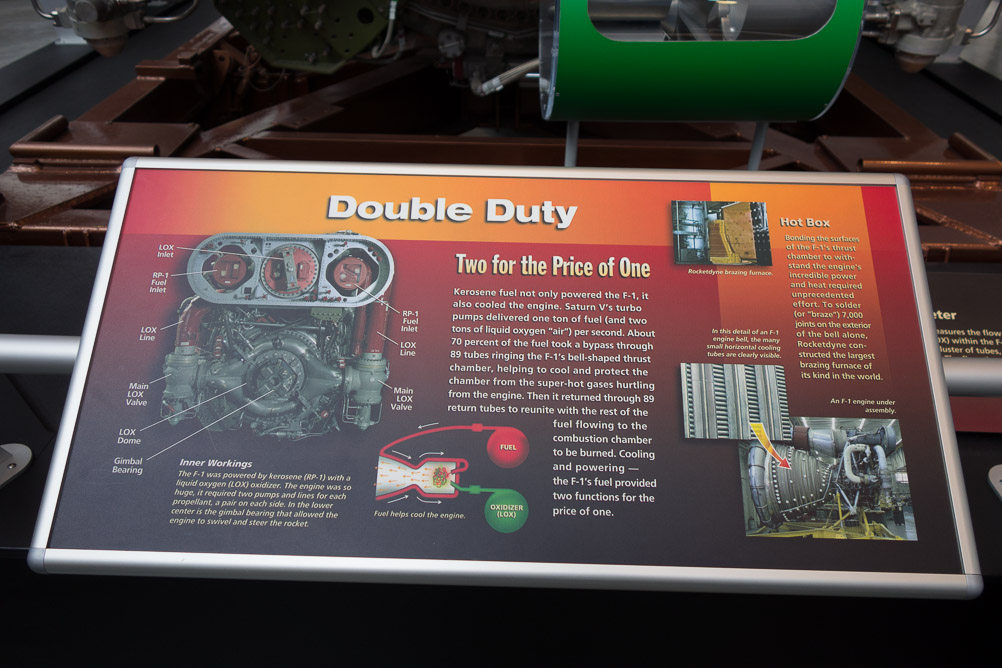 Double Duty
LOX
Inlet
RP-1
Fuel
Inlet
LOX
Line
Main
LOX
Valve
LOX
Dome
Gimbal
Bearing
RP-1
Fuel
Inlet
LOX
Line
Main
LOX
Valve
Inner Workings
The F-1 was powered by kerosene (RP-1) with a
liquid oxygen (LOX) oxidizer. The engine was so
huge, it required two pumps and lines for each
propellant, a pair on each side. In the lower
center is the gimbal bearing that allowed the
engine to swivel and steer the rocket.
Two for the Price of One
Kerosene fuel not only powered the F-1, it
also cooled the engine. Saturn V's turbo
pumps delivered one ton of fuel (and two
tons of liquid oxygen "air") per second. About
70 percent of the fuel took a bypass through
89 tubes ringing the F-1's bell-shaped thrust
chamber, helping to cool and protect the
chamber from the super-hot gases hurtling
from the engine. Then it returned through 89
return tubes to reunite with the rest of the
fuel flowing to the
combustion chamber
to be burned. Cooling
and powering —
the F-1's fuel provided
two functions for the
price of one.
FUEL
OXIDIZER
(LOX)
Fuel helps cool the engine.
Rocketdyne brazing furnace.
Hot Box
Bonding the surfaces
of the F-1's thrust
chamber to with-
stand the engine's
incredible power
and heat required
unprecedented
effort. To solder
(or "braze") 7,000
joints on the exterior
of the bell alone,
Rocketdyne con-
structed the largest
brazing furnace of
its kind in the world.
In this detail of an F-1
engine bell, the many
small horizontal cooling
tubes are clearly visible.
An F-1 engine under
assembly.
easures the flow
OX) within the F-
luster of tubes,